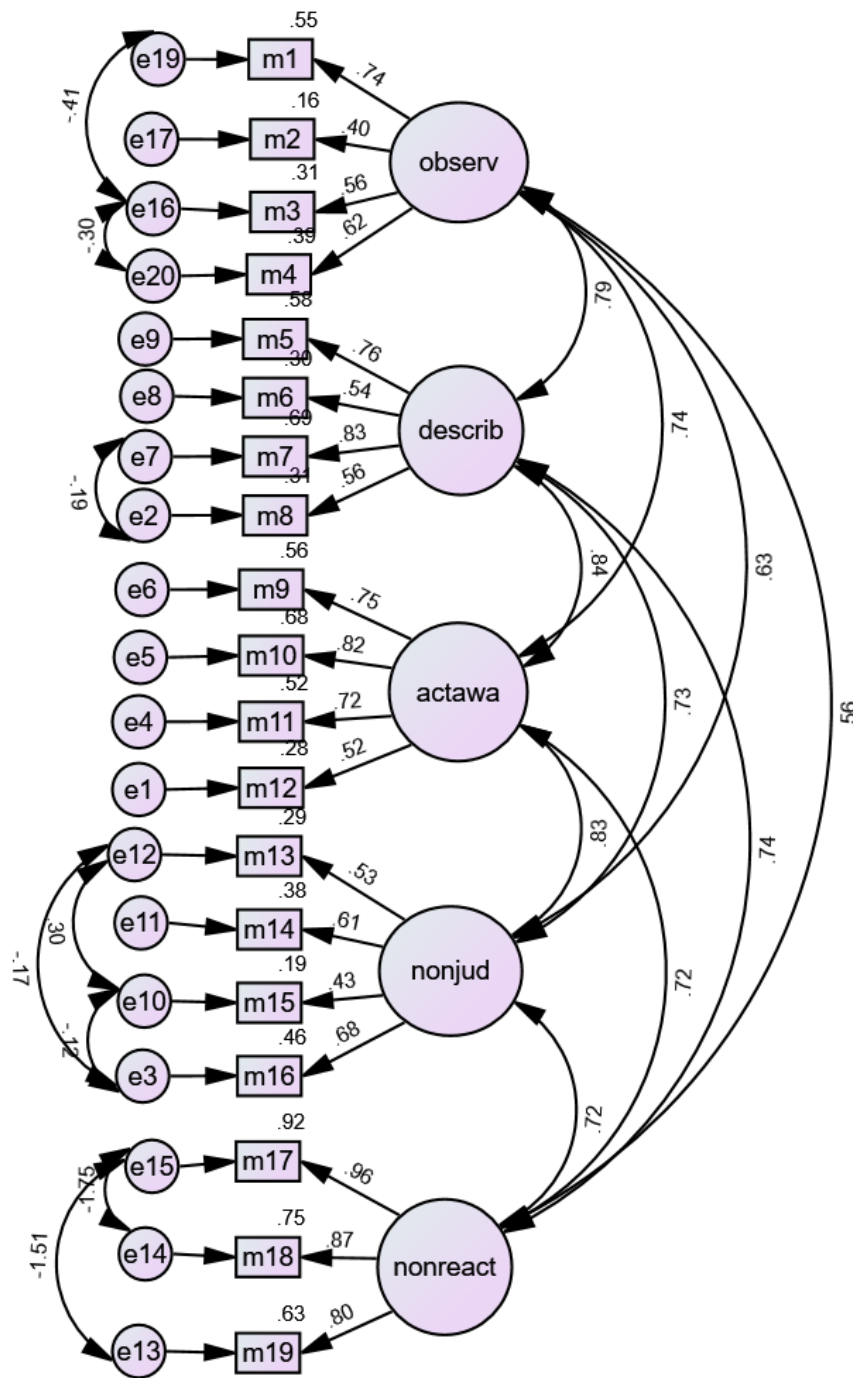 .55
e19 m1 .74
-.41
.16
e17 m2 .40
observ
.31
e16 m3 .56
-.30
.39
e20 m4 .62
.79
.58
e9 m5 .76
.30
e8 m6 .54
.74
describ
.69
e7 m7 .83
-.19
.31
e2 m8 .56
.56
e6 m9 .75
.84
.63
.68
e5 m10 .82
actawa
.52
e4 m11 .72
.73
.56
.28
e1 m12 .52
.29
e12 m13 .53
.83
.74
.38
e11 m14 .61
.30
-.17
nonjud
.19
e10 m15 .43
.72
-.12
.46
e3 m16 .68
.72
.92
e15 m17 .96
-1.75
.75
e14 m18 .87
-1.51
nonreact
.63
e13 m19 .80